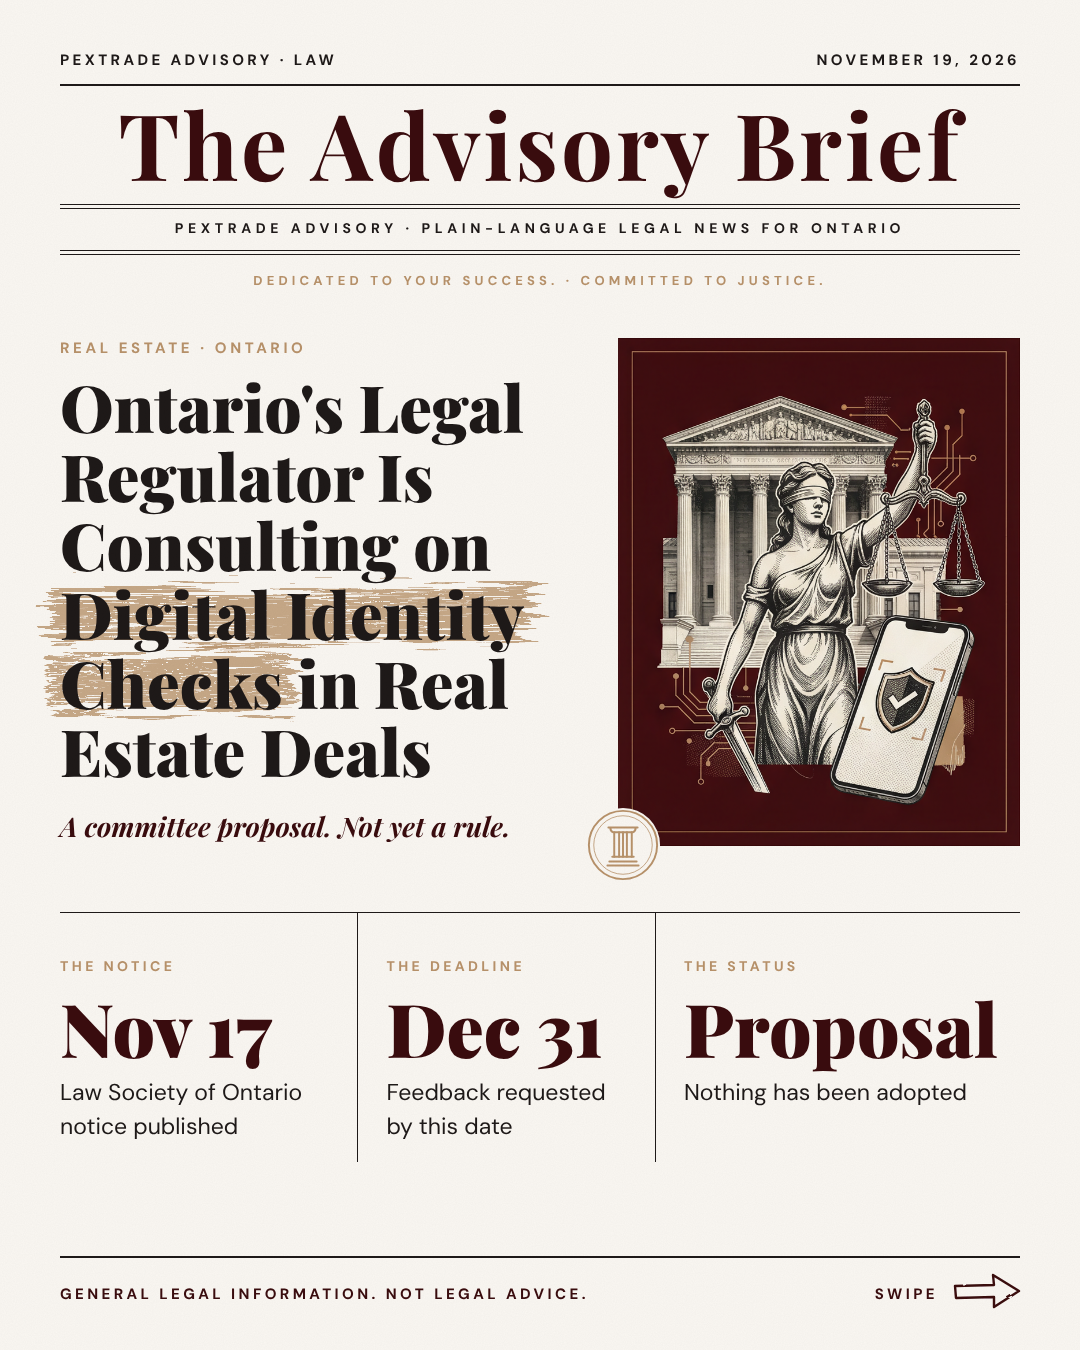 PEXTRADE ADVISORY · LAW
NOVEMBER 19, 2026
The Advisory Brief
PEXTRADE ADVISORY · PLAIN-LANGUAGE LEGAL NEWS FOR ONTARIO
DEDICATED TO YOUR SUCCESS. · COMMITTED TO JUSTICE.
REAL ESTATE · ONTARIO
Ontario's Legal
Regulator Is
Consulting on
Digital Identity
Checks in Real
Estate Deals
A committee proposal. Not yet a rule.
THE NOTICE
Nov 17
Law Society of Ontario
notice published
THE DEADLINE
Dec 31
Feedback requested
by this date
THE STATUS
Proposal
Nothing has been adopted
GENERAL LEGAL INFORMATION. NOT LEGAL ADVICE.
SWIPE